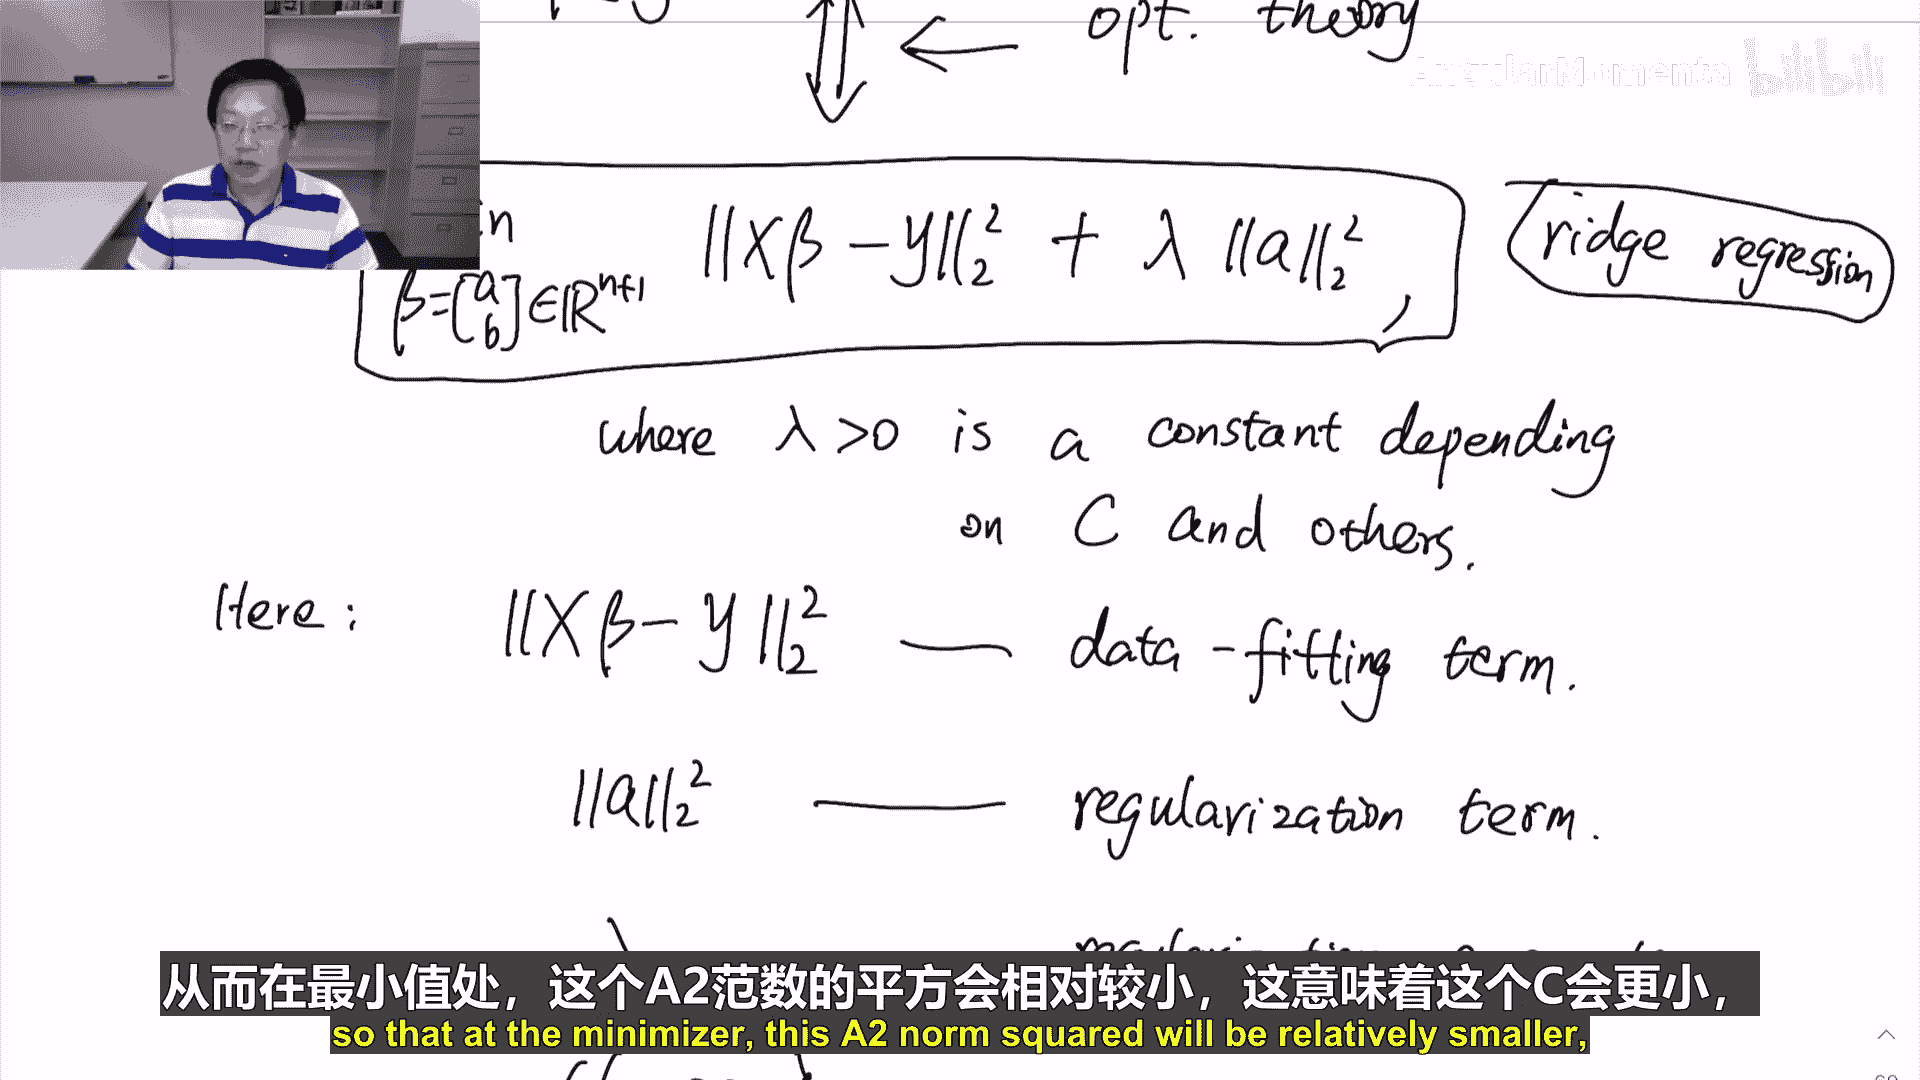 opt. theory
AngularMomenta bilibili
‖Xβ − y‖₂² + λ ‖a‖₂² ,
ridge regression
β = [a b] ∈ ℝⁿ⁺¹
where λ > 0 is a constant depending
on C and others.
Here : ‖Xβ − y‖₂² — data-fitting term.
‖a‖₂² — regularization term.
从而在最小值处，这个A2范数的平方会相对较小，这意味着这个C会更小，
so that at the minimizer, this A2 norm squared will be relatively smaller,